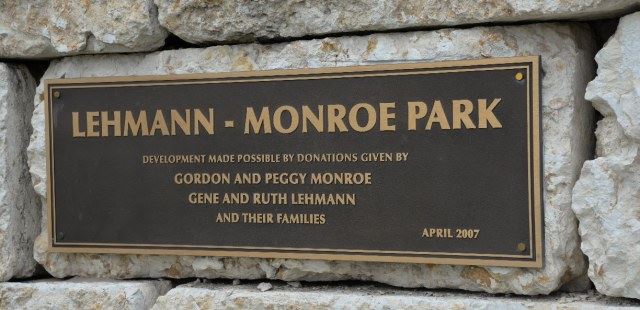 LEHMANN - MONROE PARK
DEVELOPMENT MADE POSSIBLE BY DONATIONS GIVEN BY
GORDON AND PEGGY MONROE
GENE AND RUTH LEHMANN
AND THEIR FAMILIES
APRIL 2007